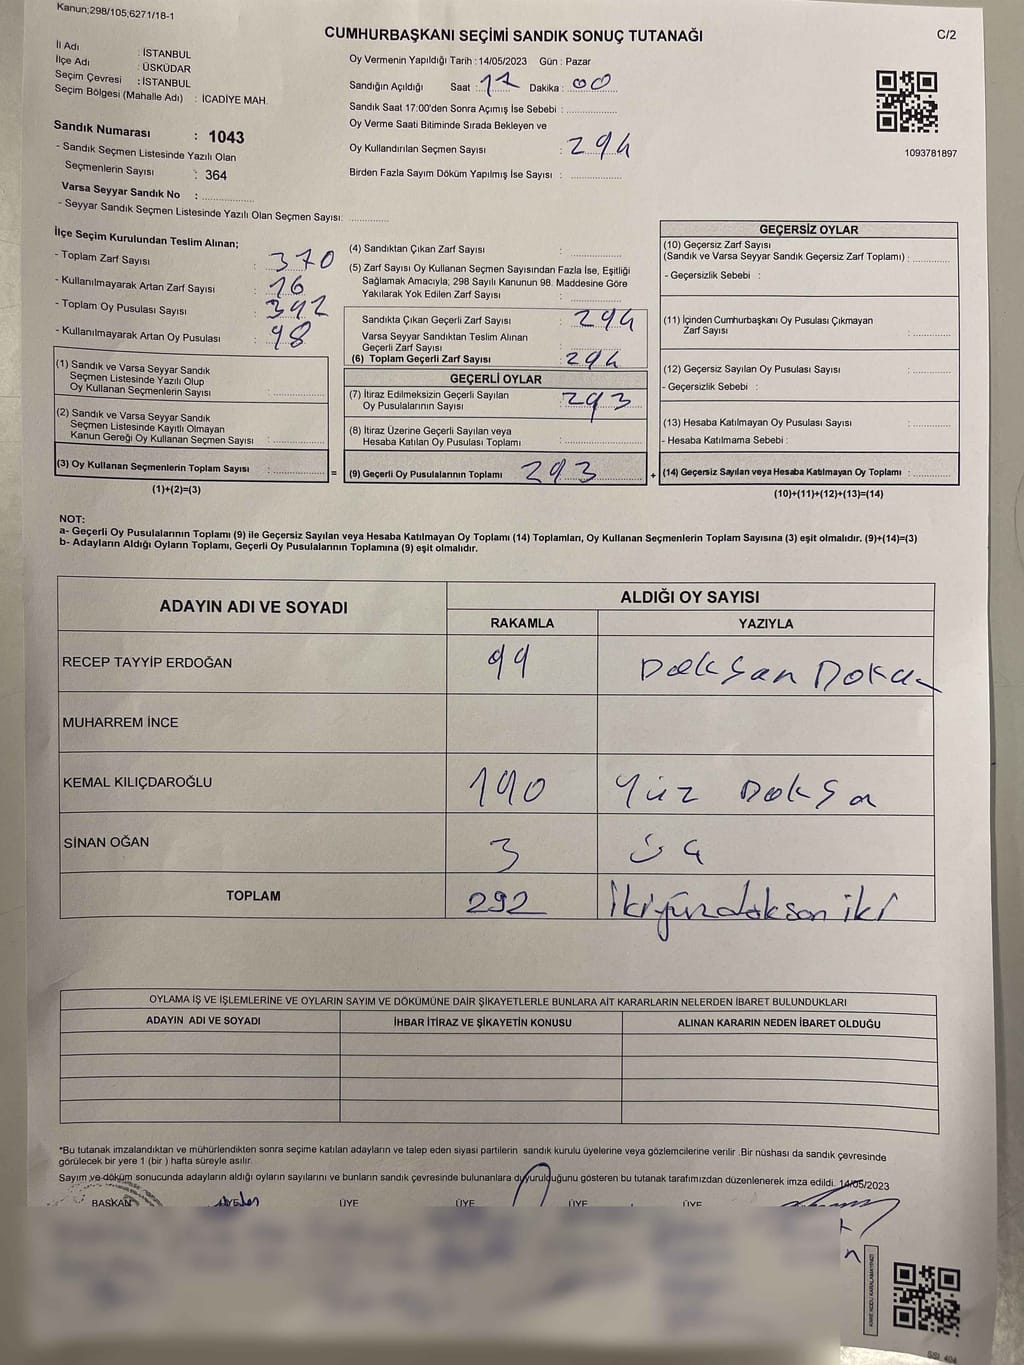 Kanun;298/105,6271/18-1
CUMHURBAŞKANI SEÇİMİ SANDIK SONUÇ TUTANAĞI
C/2
İl Adı : İSTANBUL
İlçe Adı : ÜSKÜDAR
Seçim Çevresi : İSTANBUL
Seçim Bölgesi (Mahalle Adı) : İCADİYE MAH.
Oy Vermenin Yapıldığı Tarih : 14/05/2023 Gün : Pazar
Sandığın Açıldığı Saat : 17 Dakika : 00
Sandık Saat 17:00'den Sonra Açımış İse Sebebi :
Oy Verme Saati Bitiminde Sırada Bekleyen ve
Oy Kullandırılan Seçmen Sayısı : 294
Birden Fazla Sayım Döküm Yapılmış İse Sayısı :
1093781897
Sandık Numarası : 1043
- Sandık Seçmen Listesinde Yazılı Olan
Seçmenlerin Sayısı : 364
Varsa Seyyar Sandık No :
- Seyyar Sandık Seçmen Listesinde Yazılı Olan Seçmen Sayısı:
İlçe Seçim Kurulundan Teslim Alınan;
- Toplam Zarf Sayısı : 370
- Kullanılmayarak Artan Zarf Sayısı : 76
- Toplam Oy Pusulası Sayısı : 392
- Kullanılmayarak Artan Oy Pusulası : 98
(1) Sandık ve Varsa Seyyar Sandık
Seçmen Listesinde Yazılı Olup
Oy Kullanan Seçmenlerin Sayısı :
(2) Sandık ve Varsa Seyyar Sandık
Seçmen Listesinde Kayıtlı Olmayan
Kanun Gereği Oy Kullanan Seçmen Sayısı :
(3) Oy Kullanan Seçmenlerin Toplam Sayısı :
(1)+(2)=(3)
=
(4) Sandıktan Çıkan Zarf Sayısı :
(5) Zarf Sayısı Oy Kullanan Seçmen Sayısından Fazla İse, Eşitliği
Sağlamak Amacıyla; 298 Sayılı Kanunun 98. Maddesine Göre
Yakılarak Yok Edilen Zarf Sayısı :
Sandıkta Çıkan Geçerli Zarf Sayısı : 294
Varsa Seyyar Sandıktan Teslim Alınan
Geçerli Zarf Sayısı :
(6) Toplam Geçerli Zarf Sayısı : 294
GEÇERLİ OYLAR
(7) İtiraz Edilmeksizin Geçerli Sayılan
Oy Pusulalarının Sayısı : 293
(8) İtiraz Üzerine Geçerli Sayılan veya
Hesaba Katılan Oy Pusulası Toplamı :
(9) Geçerli Oy Pusulalarının Toplamı 293
+
GEÇERSİZ OYLAR
(10) Geçersiz Zarf Sayısı
(Sandık ve Varsa Seyyar Sandık Geçersiz Zarf Toplamı) :
- Geçersizlik Sebebi :
(11) İçinden Cumhurbaşkanı Oy Pusulası Çıkmayan
Zarf Sayısı :
(12) Geçersiz Sayılan Oy Pusulası Sayısı :
- Geçersizlik Sebebi :
(13) Hesaba Katılmayan Oy Pusulası Sayısı :
- Hesaba Katılmama Sebebi :
(14) Geçersiz Sayılan veya Hesaba Katılmayan Oy Toplamı :
(10)+(11)+(12)+(13)=(14)
NOT:
a- Geçerli Oy Pusulalarının Toplamı (9) ile Geçersiz Sayılan veya Hesaba Katılmayan Oy Toplamı (14) Toplamları, Oy Kullanan Seçmenlerin Toplam Sayısına (3) eşit olmalıdır. (9)+(14)=(3)
b- Adayların Aldığı Oyların Toplamı, Geçerli Oy Pusulalarının Toplamına (9) eşit olmalıdır.
ADAYIN ADI VE SOYADI
ALDIĞI OY SAYISI
RAKAMLA YAZIYLA
RECEP TAYYİP ERDOĞAN 99 Doksan Dokuz
MUHARREM İNCE
KEMAL KILIÇDAROĞLU 190 Yüz Doksan
SİNAN OĞAN 3 üç
TOPLAM 292 İkiyüzdoksan iki
OYLAMA İŞ VE İŞLEMLERİNE VE OYLARIN SAYIM VE DÖKÜMÜNE DAİR ŞİKAYETLERLE BUNLARA AİT KARARLARIN NELERDEN İBARET BULUNDUKLARI
ADAYIN ADI VE SOYADI İHBAR İTİRAZ VE ŞİKAYETİN KONUSU ALINAN KARARIN NEDEN İBARET OLDUĞU
*Bu tutanak imzalandıktan ve mühürlendikten sonra seçime katılan adayların ve talep eden siyasi partilerin sandık kurulu üyelerine veya gözlemcilerine verilir .Bir nüshası da sandık çevresinde
görülecek bir yere 1 (bir ) hafta süreyle asılır.
Sayım ve döküm sonucunda adayların aldığı oyların sayılarını ve bunların sandık çevresinde bulunanlara duyurulduğunu gösteren bu tutanak tarafımızdan düzenlenerek imza edildi. 14/05/2023
BAŞKAN ÜYE ÜYE ÜYE ÜYE ÜYE